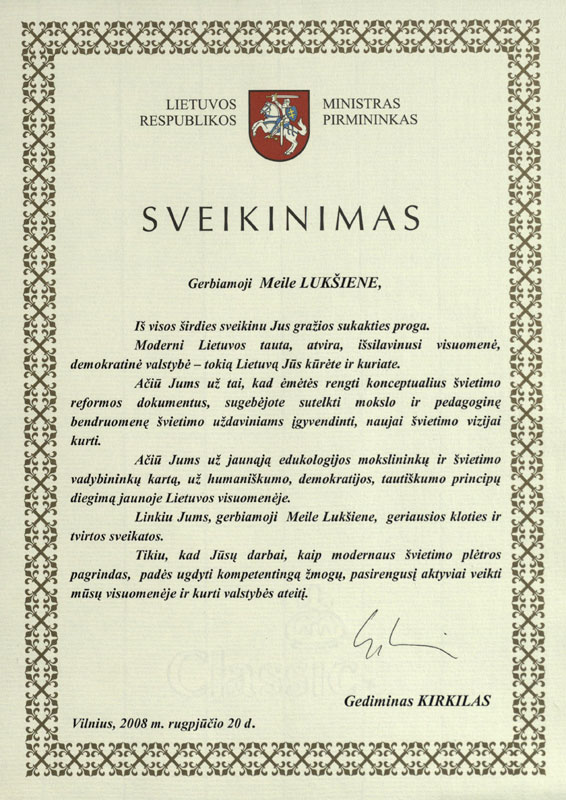 LIETUVOS RESPUBLIKOS
MINISTRAS PIRMININKAS
SVEIKINIMAS
Gerbiamoji Meile LUKŠIENE,
Iš visos širdies sveikinu Jus gražios sukakties proga.
Moderni Lietuvos tauta, atvira, išsilavinusi visuomenė,
demokratinė valstybė – tokią Lietuvą Jūs kūrėte ir kuriate.
Ačiū Jums už tai, kad ėmėtės rengti konceptualius švietimo
reformos dokumentus, sugebėjote sutelkti mokslo ir pedagoginę
bendruomenę švietimo uždaviniams įgyvendinti, naujai švietimo vizijai
kurti.
Ačiū Jums už jaunąją edukologijos mokslininkų ir švietimo
vadybininkų kartą, už humaniškumo, demokratijos, tautiškumo principų
diegimą jaunoje Lietuvos visuomenėje.
Linkiu Jums, gerbiamoji Meile Lukšiene, geriausios kloties ir
tvirtos sveikatos.
Tikiu, kad Jūsų darbai, kaip modernaus švietimo plėtros
pagrindas, padės ugdyti kompetentingą žmogų, pasirengusį aktyviai veikti
mūsų visuomenėje ir kurti valstybės ateitį.
Classic
Gediminas KIRKILAS
Vilnius, 2008 m. rugpjūčio 20 d.